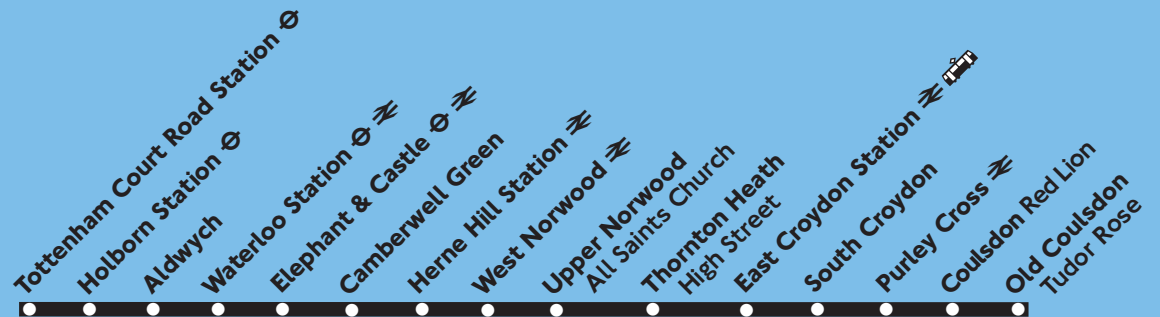 Tottenham Court Road Station
Holborn Station
Aldwych
Waterloo Station
Elephant & Castle
Camberwell Green
Herne Hill Station
West Norwood
Upper Norwood
All Saints Church
Thornton Heath
High Street
East Croydon Station
South Croydon
Purley Cross
Coulsdon Red Lion
Old Coulsdon
Tudor Rose